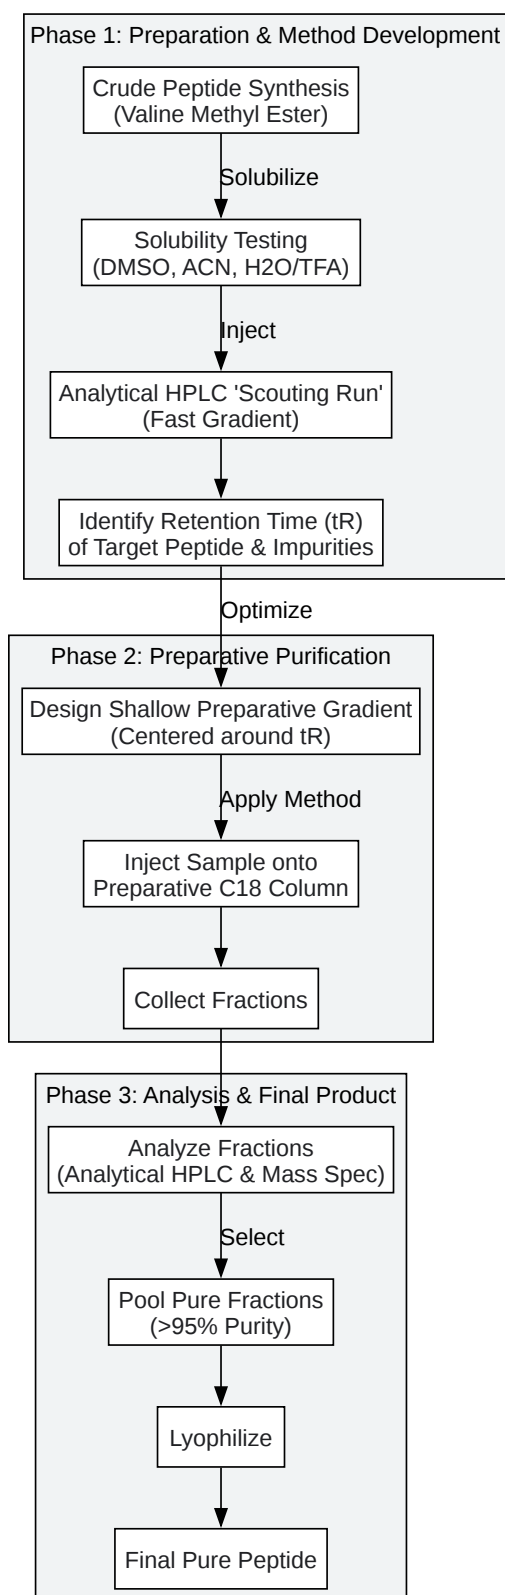 Phase 1: Preparation & Method Development
Crude Peptide Synthesis
(Valine Methyl Ester)
Solubilize
Solubility Testing
(DMSO, ACN, H2O/TFA)
Inject
Analytical HPLC 'Scouting Run'
(Fast Gradient)
Identify Retention Time (tR)
of Target Peptide & Impurities
Optimize
Phase 2: Preparative Purification
Design Shallow Preparative Gradient
(Centered around tR)
Apply Method
Inject Sample onto
Preparative C18 Column
Collect Fractions
Phase 3: Analysis & Final Product
Analyze Fractions
(Analytical HPLC & Mass Spec)
Select
Pool Pure Fractions
(>95% Purity)
Lyophilize
Final Pure Peptide